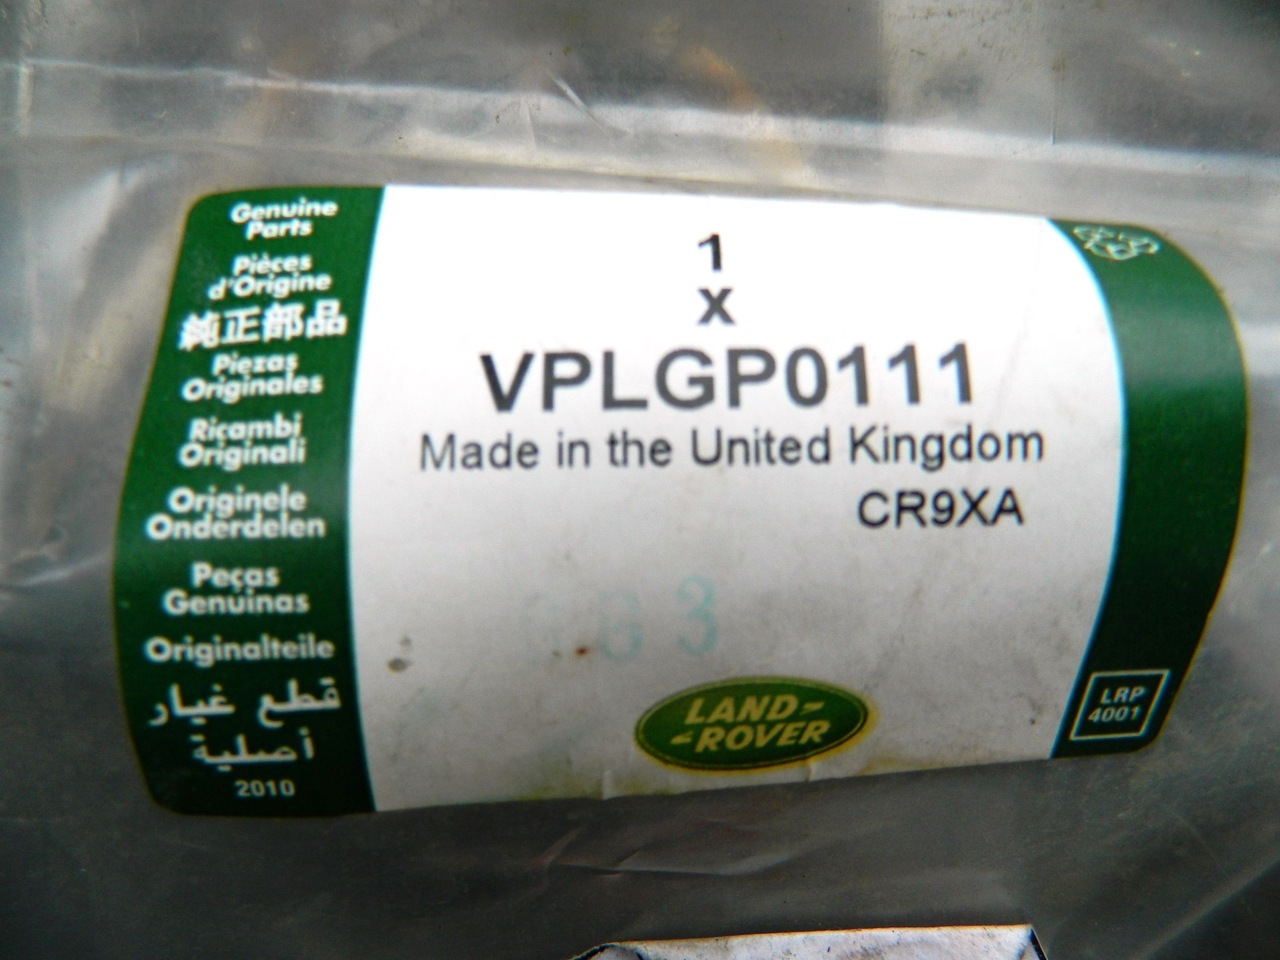 Genuine
Parts
Pièces
d'Origine
純正部品
Piezas
Originales
Ricambi
Originali
Originele
Onderdelen
Peças
Genuinas
Originalteile
قطع غيار
أصلية
2010
1
X
VPLGP0111
Made in the United Kingdom
CR9XA
63
LAND-
-ROVER
LRP
4001